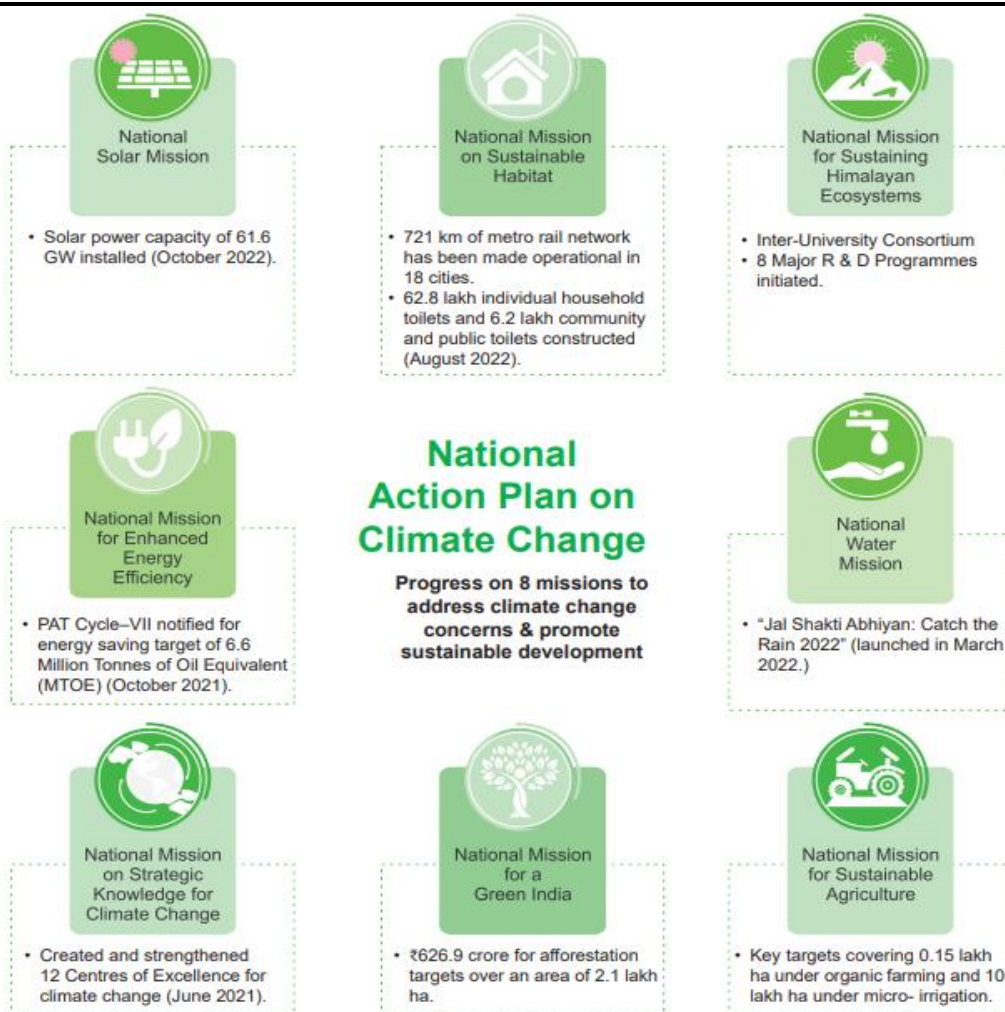 National
Solar Mission
• Solar power capacity of 61.6
GW installed (October 2022).
National Mission
on Sustainable
Habitat
• 721 km of metro rail network
has been made operational in
18 cities.
• 62.8 lakh individual household
toilets and 6.2 lakh community
and public toilets constructed
(August 2022).
National Mission
for Sustaining
Himalayan
Ecosystems
• Inter-University Consortium
• 8 Major R & D Programmes
initiated.
National Mission
for Enhanced
Energy
Efficiency
• PAT Cycle–VII notified for
energy saving target of 6.6
Million Tonnes of Oil Equivalent
(MTOE) (October 2021).
National
Action Plan on
Climate Change
Progress on 8 missions to
address climate change
concerns & promote
sustainable development
National
Water
Mission
• “Jal Shakti Abhiyan: Catch the
Rain 2022” (launched in March
2022.)
National Mission
on Strategic
Knowledge for
Climate Change
• Created and strengthened
12 Centres of Excellence for
climate change (June 2021).
National Mission
for a
Green India
• ₹626.9 crore for afforestation
targets over an area of 2.1 lakh
ha.
National Mission
for Sustainable
Agriculture
• Key targets covering 0.15 lakh
ha under organic farming and 10
lakh ha under micro- irrigation.